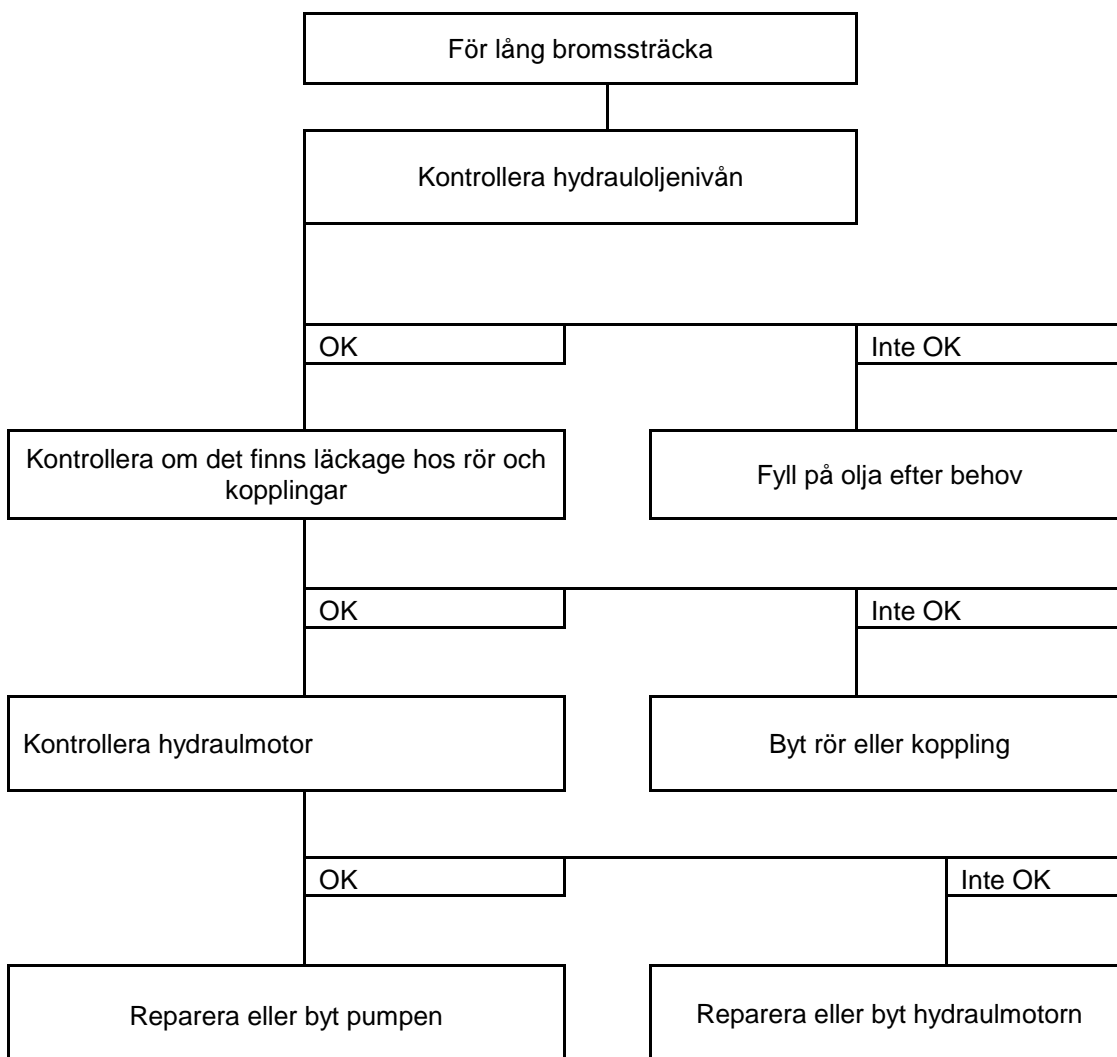 För lång bromssträcka
Kontrollera hydrauloljenivån
OK
Inte OK
Kontrollera om det finns läckage hos rör och
kopplingar
Fyll på olja efter behov
OK
Inte OK
Kontrollera hydraulmotor
Byt rör eller koppling
OK
Inte OK
Reparera eller byt pumpen
Reparera eller byt hydraulmotorn